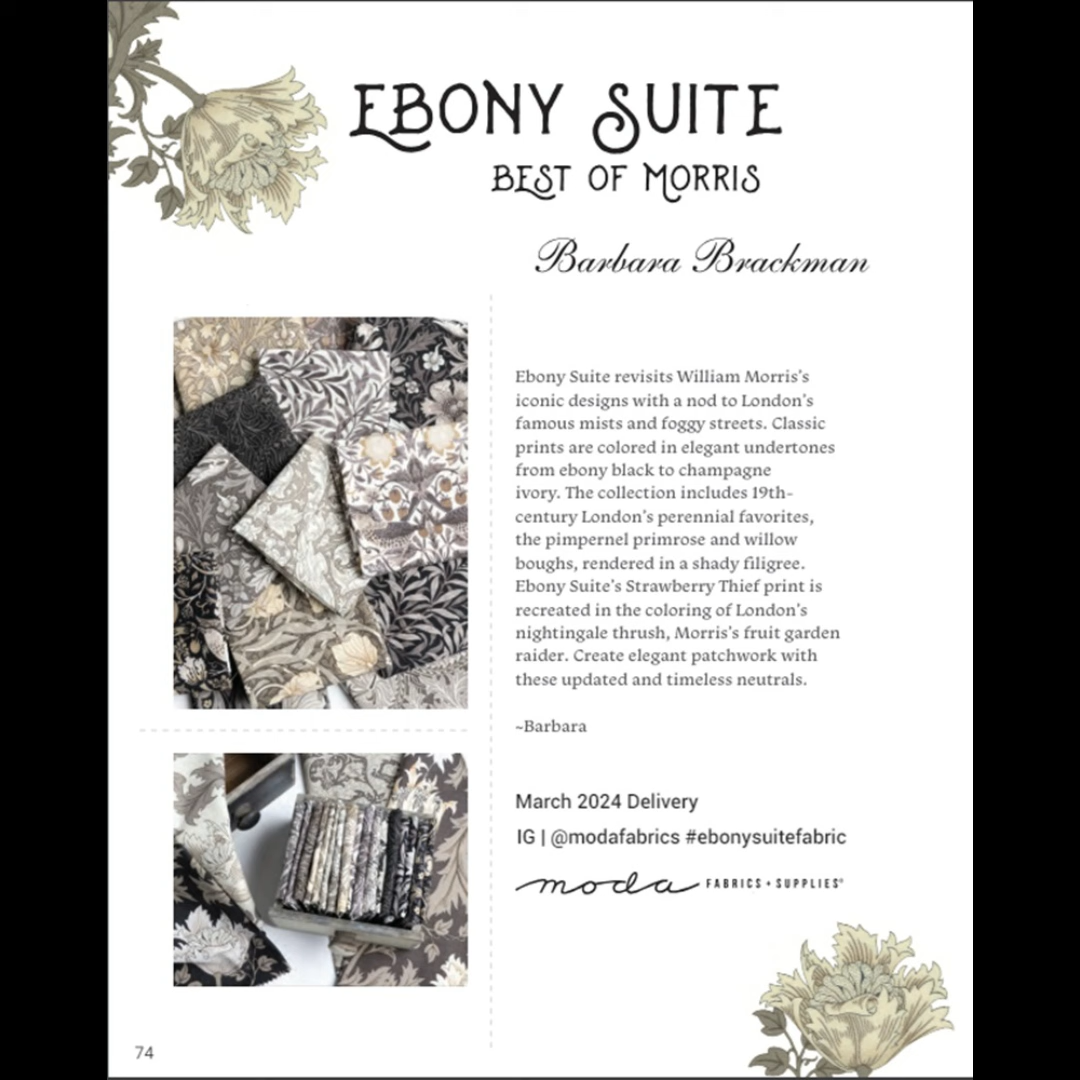 EBONY SUITE
BEST OF MORRIS
Barbara Brackman
Ebony Suite revisits William Morris's
iconic designs with a nod to London's
famous mists and foggy streets. Classic
prints are colored in elegant undertones
from ebony black to champagne
ivory. The collection includes 19th-
century London's perennial favorites,
the pimpernel primrose and willow
boughs, rendered in a shady filigree.
Ebony Suite's Strawberry Thief print is
recreated in the coloring of London's
nightingale thrush, Morris's fruit garden
raider. Create elegant patchwork with
these updated and timeless neutrals.
~Barbara
March 2024 Delivery
IG | @modafabrics #ebonysuitefabric
moda FABRICS + SUPPLIES®
74